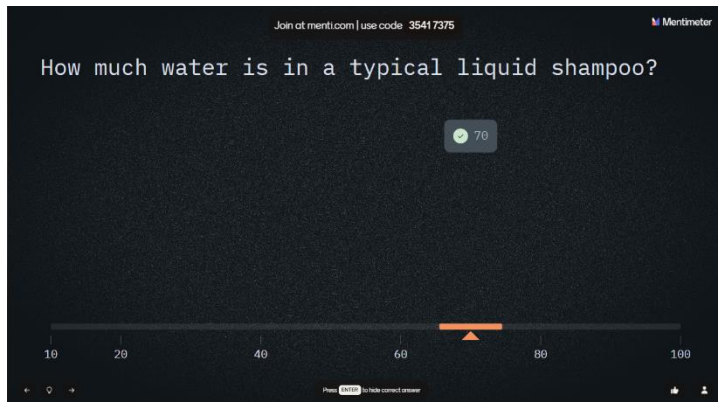 Join at menti.com | use code 3541 7375
Mentimeter
How much water is in a typical liquid shampoo?
70
10 20 40 60 80 100
Press ENTER to hide correct answer